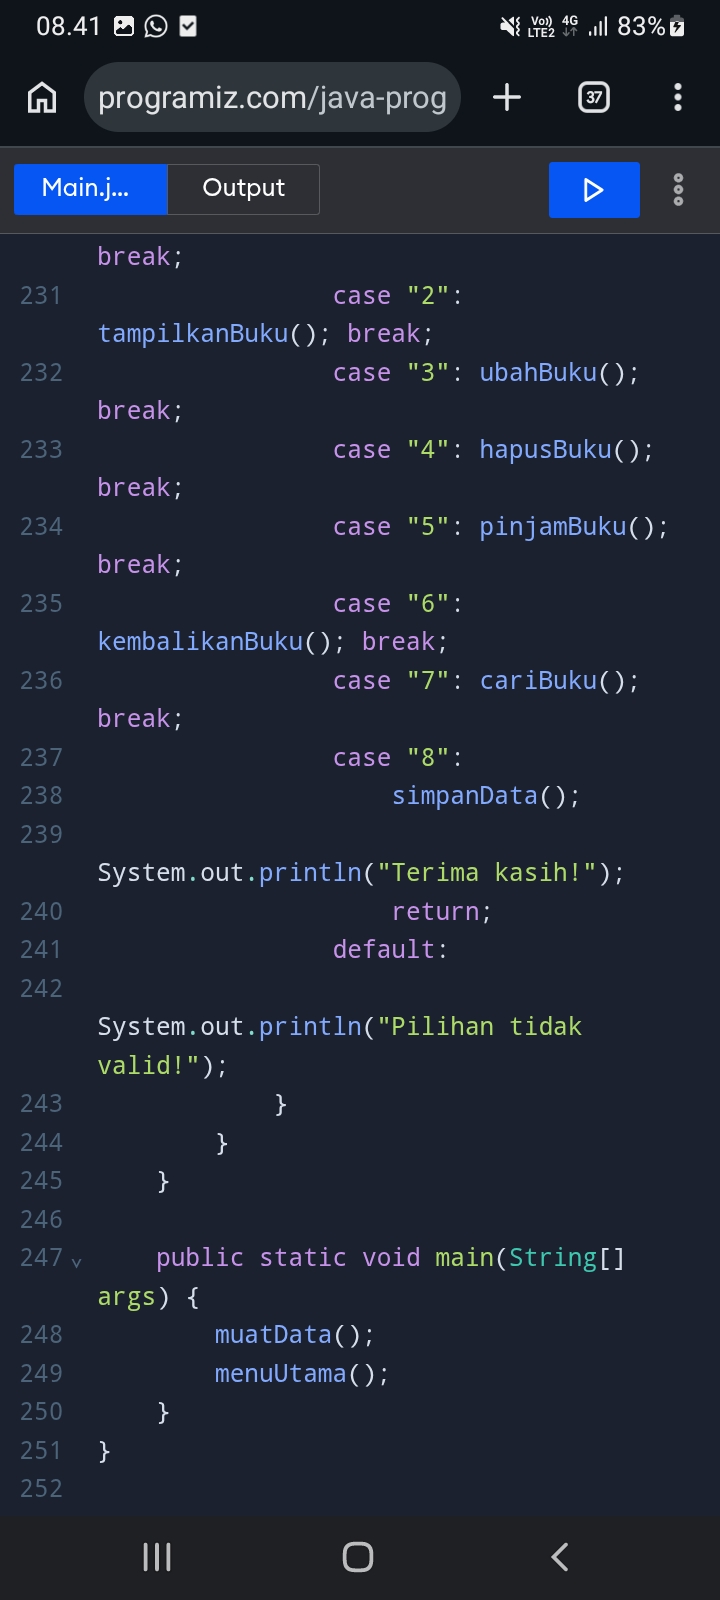 08.41 Vo)) LTE2 4G 83%
programiz.com/java-prog 37
Main.j... Output
break;
231 case "2":
tampilkanBuku(); break;
232 case "3": ubahBuku();
break;
233 case "4": hapusBuku();
break;
234 case "5": pinjamBuku();
break;
235 case "6":
kembalikanBuku(); break;
236 case "7": cariBuku();
break;
237 case "8":
238 simpanData();
239
System.out.println("Terima kasih!");
240 return;
241 default:
242
System.out.println("Pilihan tidak
valid!");
243 }
244 }
245 }
246
247 public static void main(String[]
args) {
248 muatData();
249 menuUtama();
250 }
251 }
252